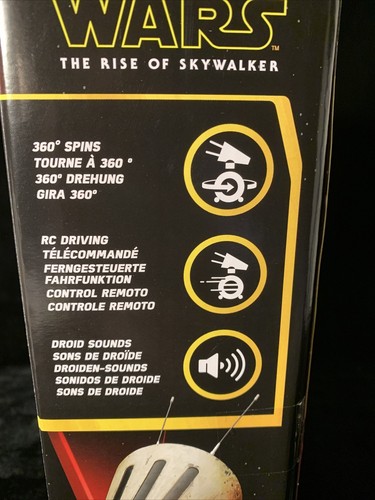 WARS™
THE RISE OF SKYWALKER
360° SPINS
TOURNE À 360 °
360° DREHUNG
GIRA 360°
RC DRIVING
TÉLÉCOMMANDÉ
FERNGESTEUERTE
FAHRFUNKTION
CONTROL REMOTO
CONTROLE REMOTO
DROID SOUNDS
SONS DE DROÏDE
DROIDEN-SOUNDS
SONIDOS DE DROIDE
SONS DE DROIDE